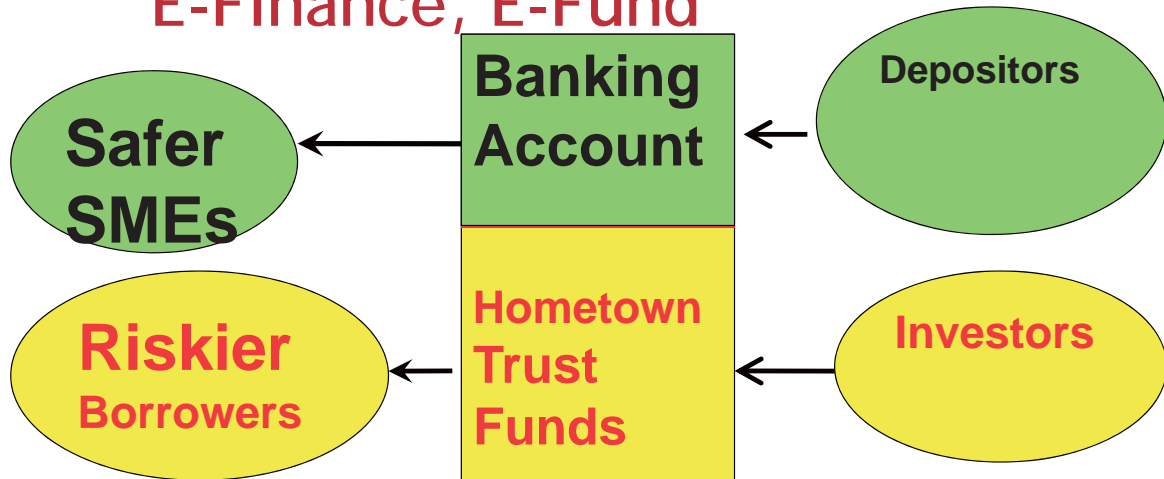 E-Finance, E-Fund
Banking
Account
Depositors
Safer
SMEs
Hometown
Trust
Funds
Investors
Riskier
Borrowers